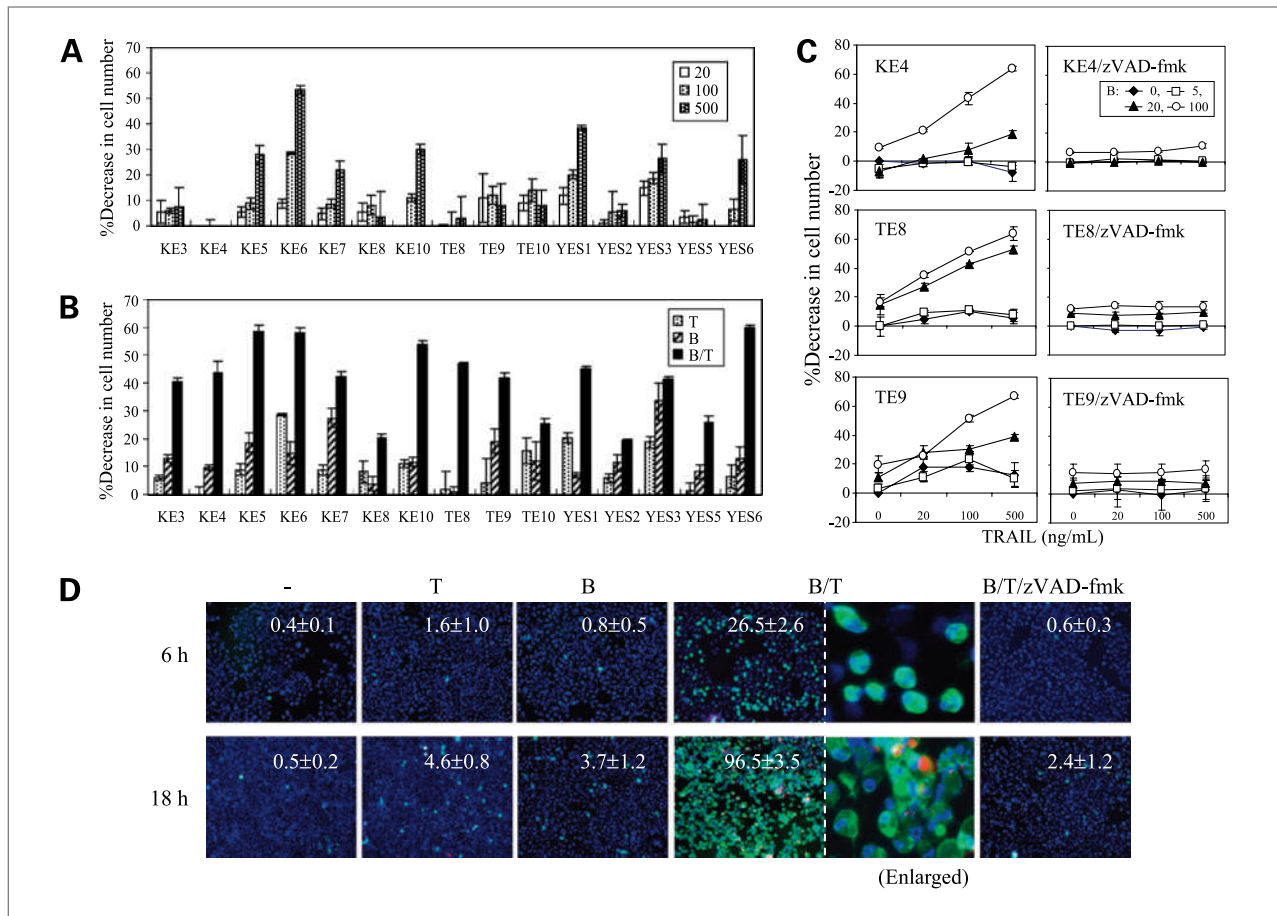 A
%Decrease in cell number
70
60
50
40
30
20
10
0
20
100
500
KE3 KE4 KE5 KE6 KE7 KE8 KE10 TE8 TE9 TE10 YES1 YES2 YES3 YES5 YES6
B
%Decrease in cell number
70
60
50
40
30
20
10
0
T
B
B/T
KE3 KE4 KE5 KE6 KE7 KE8 KE10 TE8 TE9 TE10 YES1 YES2 YES3 YES5 YES6
C
%Decrease in cell number
80
60
40
20
0
-20
KE4
KE4/zVAD-fmk
B: 0, 5,
20, 100
80
60
40
20
0
-20
TE8
TE8/zVAD-fmk
80
60
40
20
0
-20
TE9
TE9/zVAD-fmk
0 20 100 500
0 20 100 500
TRAIL (ng/mL)
D
- T B B/T B/T/zVAD-fmk
6 h
0.4±0.1 1.6±1.0 0.8±0.5 26.5±2.6 0.6±0.3
18 h
0.5±0.2 4.6±0.8 3.7±1.2 96.5±3.5 2.4±1.2
(Enlarged)